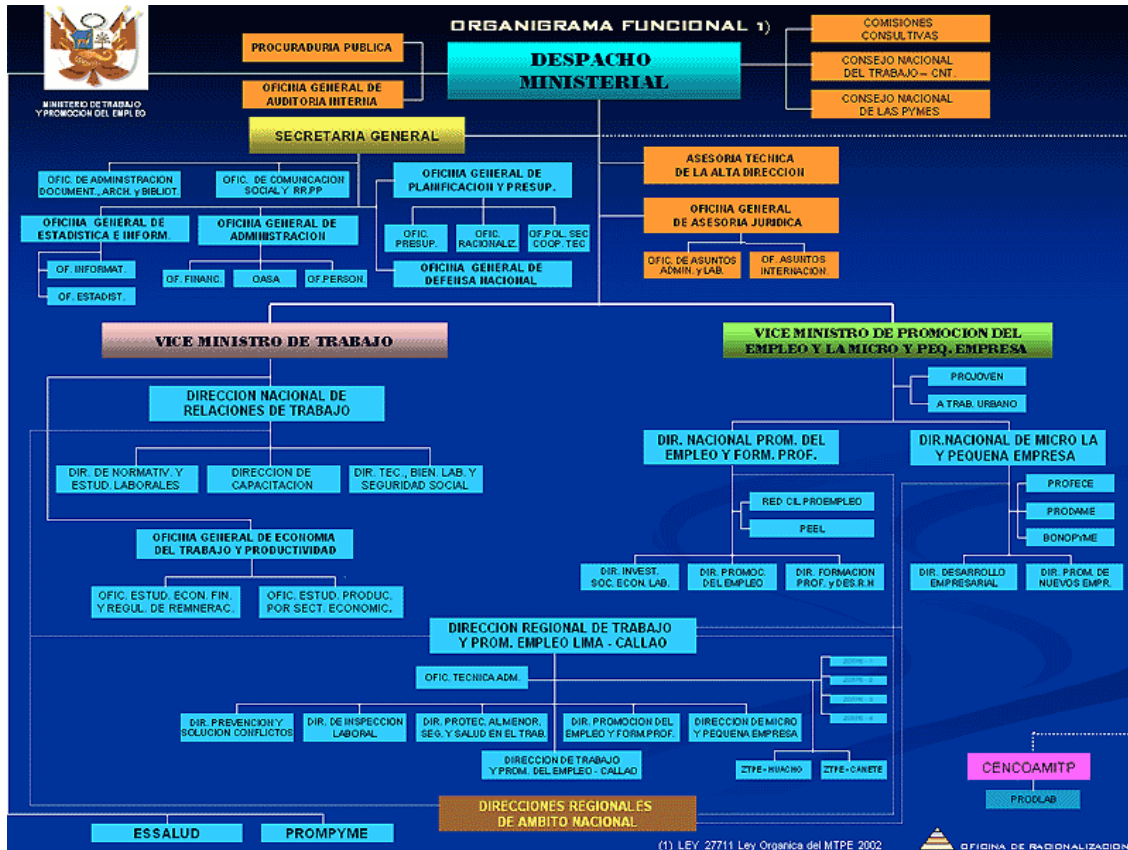 ORGANIGRAMA FUNCIONAL 1)
MINISTERIO DE TRABAJO
Y PROMOCION DEL EMPLEO
PROCURADURIA PUBLICA
OFICINA GENERAL DE
AUDITORIA INTERNA
DESPACHO
MINISTERIAL
COMISIONES
CONSULTIVAS
CONSEJO NACIONAL
DEL TRABAJO – CNT.
CONSEJO NACIONAL
DE LAS PYMES
SECRETARIA GENERAL
ASESORIA TECNICA
DE LA ALTA DIRECCION
OFICINA GENERAL
DE ASESORIA JURIDICA
OFIC. DE ASUNTOS
ADMIN. y LAB.
OF. ASUNTOS
INTERNACION.
OFIC. DE ADMINISTRACION
DOCUMENT., ARCH. y BIBLIOT.
OFIC. DE COMUNICACION
SOCIAL Y RR.PP
OFICINA GENERAL DE
PLANIFICACION Y PRESUP.
OFIC.
PRESUP.
OFIC.
RACIONALIZ.
OF.POL. SEC
COOP. TEC
OFICINA GENERAL DE
ESTADISTICA E INFORM.
OF. INFORMAT.
OF. ESTADIST.
OFICINA GENERAL DE
ADMINISTRACION
OF. FINANC.
OASA
OF.PERSON.
OFICINA GENERAL DE
DEFENSA NACIONAL
VICE MINISTRO DE TRABAJO
VICE MINISTRO DE PROMOCION DEL
EMPLEO Y LA MICRO Y PEQ. EMPRESA
PROJOVEN
A TRAB. URBANO
DIRECCION NACIONAL DE
RELACIONES DE TRABAJO
DIR. DE NORMATIV. Y
ESTUD. LABORALES
DIRECCION DE
CAPACITACION
DIR. TEC., BIEN. LAB. Y
SEGURIDAD SOCIAL
OFICINA GENERAL DE ECONOMIA
DEL TRABAJO Y PRODUCTIVIDAD
OFIC. ESTUD. ECON. FIN.
Y REGUL. DE REMNERAC.
OFIC. ESTUD. PRODUC.
POR SECT. ECONOMIC.
DIR. NACIONAL PROM. DEL
EMPLEO Y FORM. PROF.
RED CIL PROEMPLEO
PEEL
DIR. INVEST.
SOC. ECON. LAB.
DIR. PROMOC.
DEL EMPLEO
DIR. FORMACION
PROF. y DES.R.H
DIR.NACIONAL DE MICRO LA
Y PEQUENA EMPRESA
PROFECE
PRODAME
BONOPYME
DIR. DESARROLLO
EMPRESARIAL
DIR. PROM. DE
NUEVOS EMPR.
DIRECCION REGIONAL DE TRABAJO
Y PROM. EMPLEO LIMA - CALLAO
OFIC. TECNICA ADM.
ZTPE - 2
ZTPE - 3
ZTPE - 4
DIR. PREVENCION Y
SOLUCION CONFLICTOS
DIR. DE INSPECCION
LABORAL
DIR. PROTEC. AL MENOR,
SEG. Y SALUD EN EL TRAB.
DIR. PROMOCION DEL
EMPLEO Y FORM.PROF.
DIRECCION DE MICRO
Y PEQUENA EMPRESA
DIRECCION DE TRABAJO
Y PROM. DEL EMPLEO - CALLAO
ZTPE - HUACHO
ZTPE - CANETE
CENCOAMITP
PRODLAB
DIRECCIONES REGIONALES
DE AMBITO NACIONAL
ESSALUD
PROMPYME
(1) LEY 27711 Ley Organica del MTPE 2002
OFICINA DE RACIONALIZACION